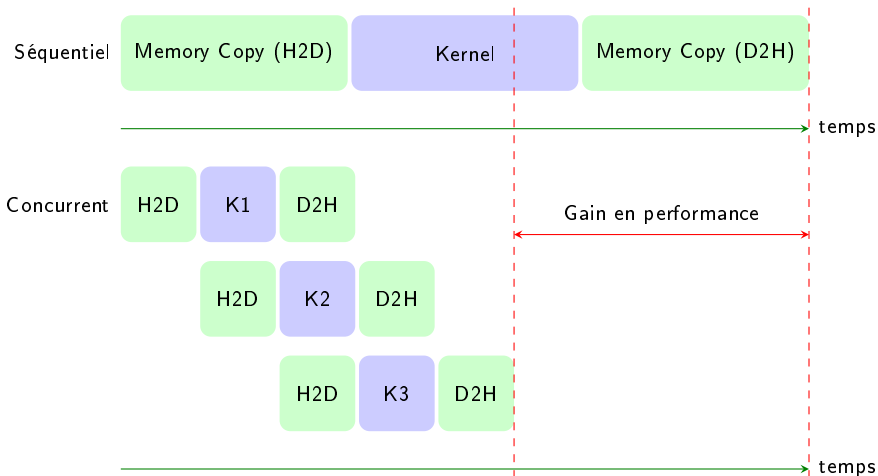 Séquentiel
Memory Copy (H2D)
Kernel
Memory Copy (D2H)
temps
Concurrent
H2D
K1
D2H
Gain en performance
H2D
K2
D2H
H2D
K3
D2H
temps